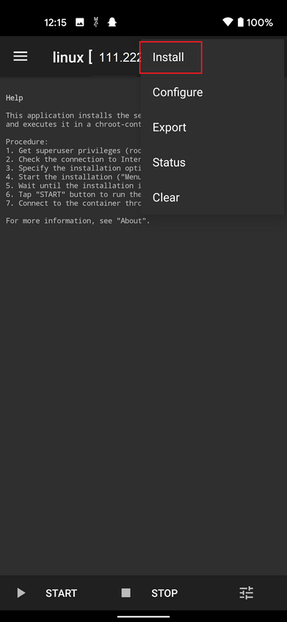 12:15
100%
linux [ 111.222
Install
Configure
Export
Status
Clear
Help
This application installs the se
and executes it in a chroot-cont
Procedure:
1. Get superuser privileges (roo
2. Check the connection to Inter
3. Specify the installation opti
4. Start the installation ("Menu
5. Wait until the installation i
6. Tap "START" button to run the
7. Connect to the container thro
For more information, see "About".
START
STOP